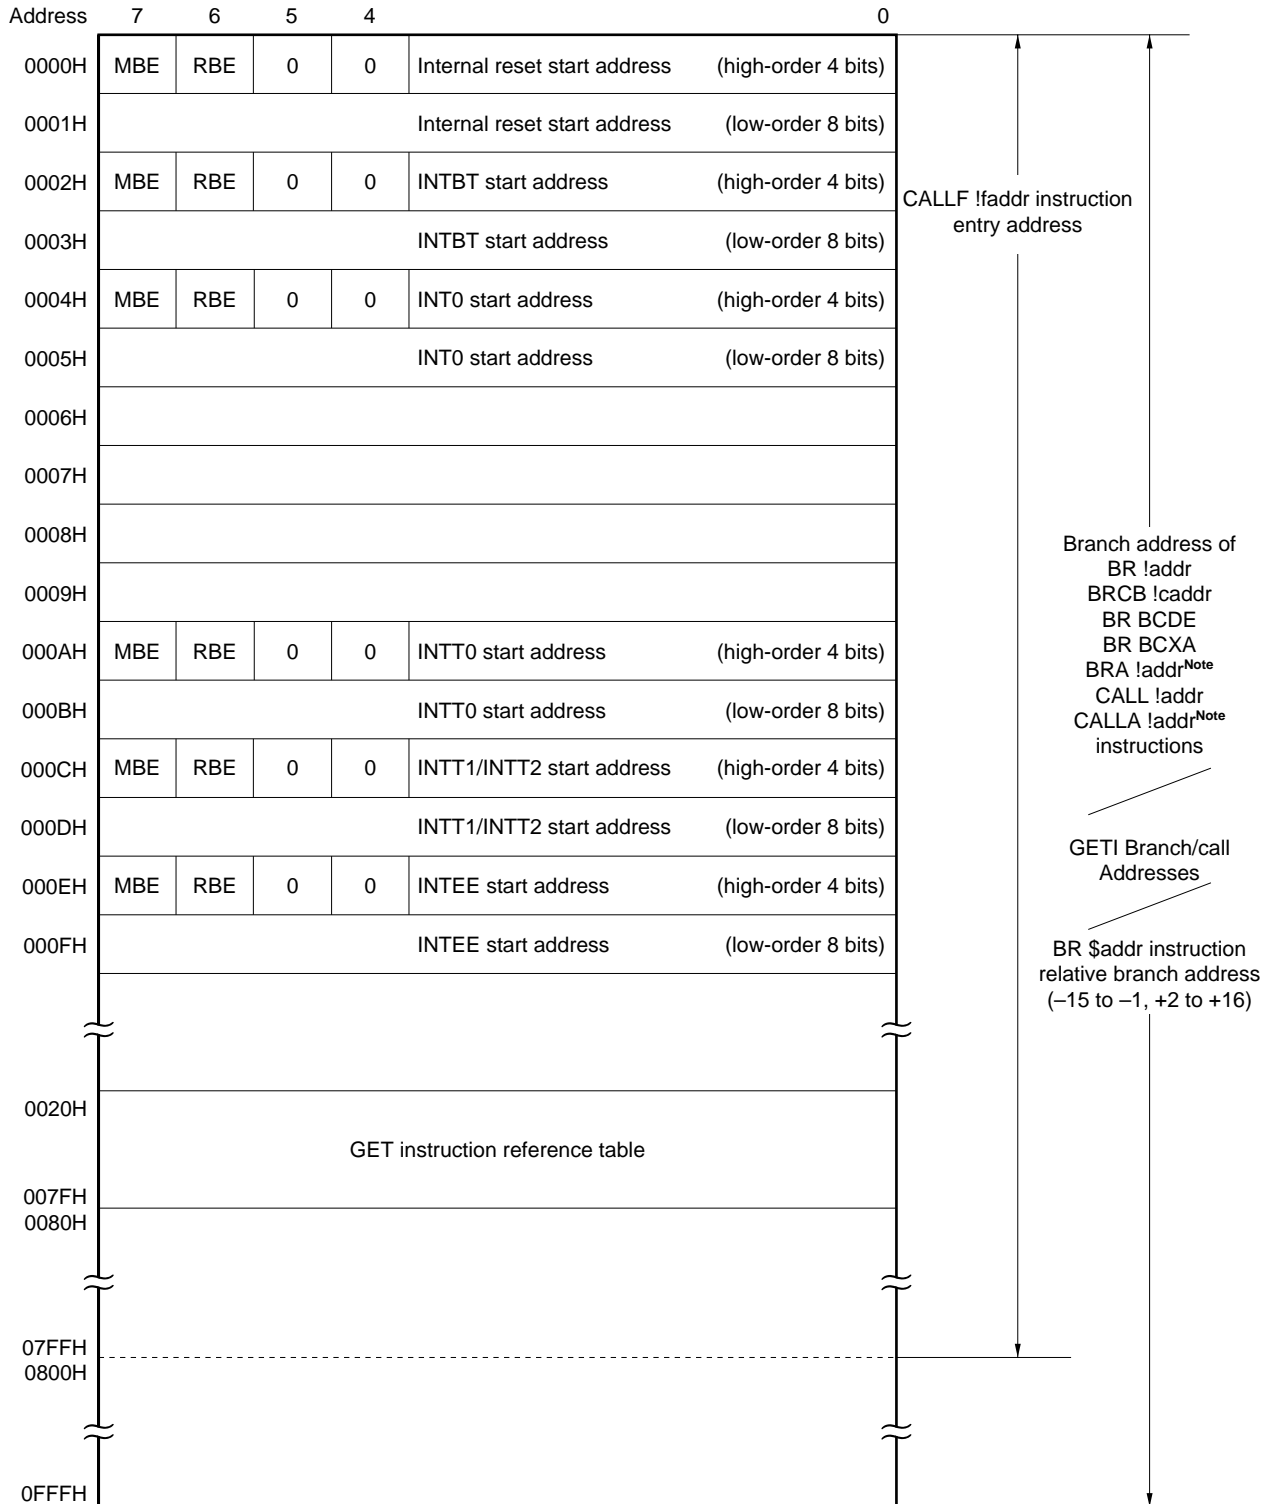 Address 7 6 5 4 0
0000H MBE RBE 0 0 Internal reset start address (high-order 4 bits)
0001H Internal reset start address (low-order 8 bits)
0002H MBE RBE 0 0 INTBT start address (high-order 4 bits)
0003H INTBT start address (low-order 8 bits)
0004H MBE RBE 0 0 INT0 start address (high-order 4 bits)
0005H INT0 start address (low-order 8 bits)
0006H
0007H
0008H
0009H
000AH MBE RBE 0 0 INTT0 start address (high-order 4 bits)
000BH INTT0 start address (low-order 8 bits)
000CH MBE RBE 0 0 INTT1/INTT2 start address (high-order 4 bits)
000DH INTT1/INTT2 start address (low-order 8 bits)
000EH MBE RBE 0 0 INTEE start address (high-order 4 bits)
000FH INTEE start address (low-order 8 bits)
0020H
GET instruction reference table
007FH
0080H
07FFH
0800H
0FFFH
CALLF !faddr instruction
entry address
Branch address of
BR !addr
BRCB !caddr
BR BCDE
BR BCXA
BRA !addrNote
CALL !addr
CALLA !addrNote
instructions
GETI Branch/call
Addresses
BR $addr instruction
relative branch address
(–15 to –1, +2 to +16)